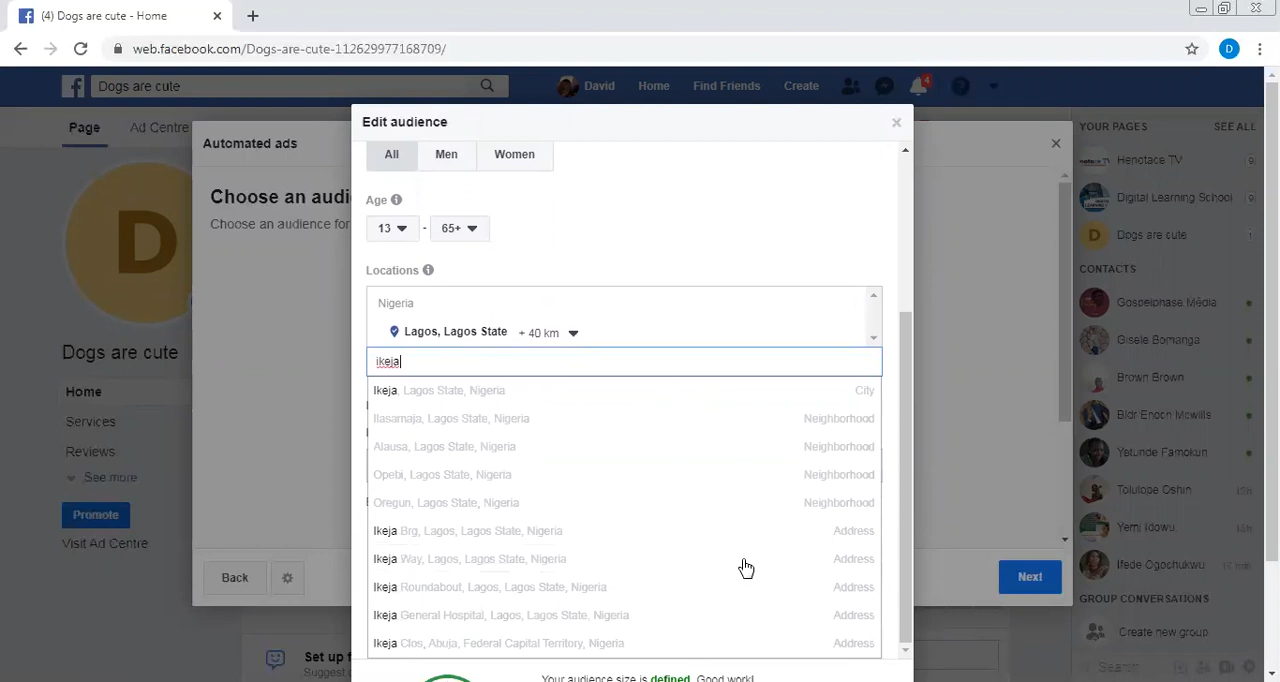 (4) Dogs are cute - Home
web.facebook.com/Dogs-are-cute-112629977168709/
D
Dogs are cute
David
Home
Find Friends
Create
4
Page
Ad Centre
D
Dogs are cute
Home
Services
Reviews
See more
Promote
Visit Ad Centre
Automated ads
Choose an audi
Choose an audience for
Back
Next
Set up f
Suggest c
Edit audience
All
Men
Women
Age
13 - 65+
Locations
Nigeria
Lagos, Lagos State + 40 km
ikeja
Ikeja, Lagos State, Nigeria City
Ilasamaja, Lagos State, Nigeria Neighborhood
Alausa, Lagos State, Nigeria Neighborhood
Opebi, Lagos State, Nigeria Neighborhood
Oregun, Lagos State, Nigeria Neighborhood
Ikeja Brg, Lagos, Lagos State, Nigeria Address
Ikeja Way, Lagos, Lagos State, Nigeria Address
Ikeja Roundabout, Lagos, Lagos State, Nigeria Address
Ikeja General Hospital, Lagos, Lagos State, Nigeria Address
Ikeja Clos, Abuja, Federal Capital Territory, Nigeria Address
Your audience size is defined. Good work!
YOUR PAGES SEE ALL
Henotace TV 9
Digital Learning School 9
D Dogs are cute 1
CONTACTS
Gospelphase Média
Gisele Bomanga
Brown Brown
Bldr Enoch Mcwills
Yetunde Famokun
Tolulope Oshin
Yemi Idowu
Ifede Ogochukwu
GROUP CONVERSATIONS
Create new group
Search